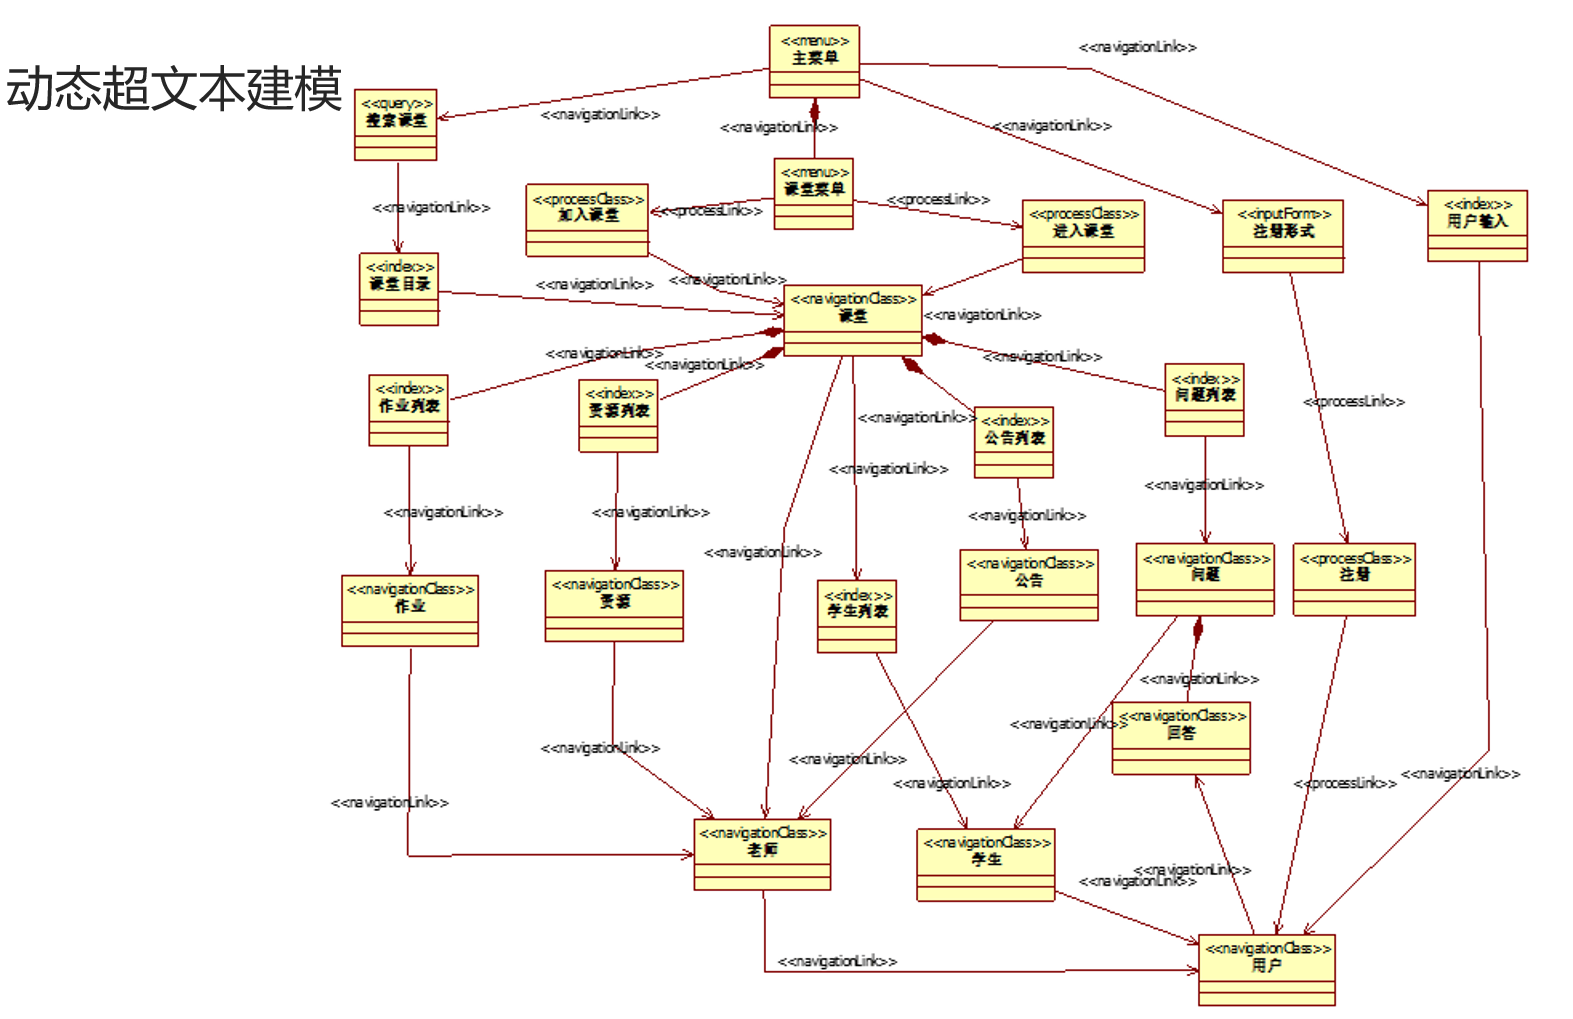 动态超文本建模
<<menu>>
主菜单
<<navigationLink>>
<<query>>
搜索课堂
<<navigationLink>>
<<navigationLink>>
<<navigationLink>>
<<menu>>
课堂菜单
<<processClass>>
加入课堂
<<processLink>>
<<processLink>>
<<navigationLink>>
<<processClass>>
进入课堂
<<inputForm>>
注册形式
<<index>>
用户输入
<<index>>
课堂目录
<<navigationLink>>
<<navigationLink>>
<<navigationClass>>
课堂
<<navigationLink>>
<<navigationLink>>
<<navigationLink>>
<<navigationLink>>
<<index>>
作业列表
<<index>>
资源列表
<<index>>
问题列表
<<processLink>>
<<navigationLink>>
<<index>>
公告列表
<<navigationLink>>
<<navigationLink>>
<<navigationLink>>
<<navigationLink>>
<<navigationLink>>
<<navigationLink>>
<<navigationClass>>
作业
<<navigationClass>>
资源
<<index>>
学生列表
<<navigationClass>>
公告
<<navigationClass>>
问题
<<processClass>>
注册
<<navigationLink>>
<<navigationLink>>
<<navigationClass>>
回答
<<navigationLink>>
<<navigationLink>>
<<navigationLink>>
<<processLink>>
<<navigationLink>>
<<navigationLink>>
<<navigationClass>>
老师
<<navigationClass>>
学生
<<navigationLink>>
<<navigationLink>>
<<navigationLink>>
<<navigationClass>>
用户